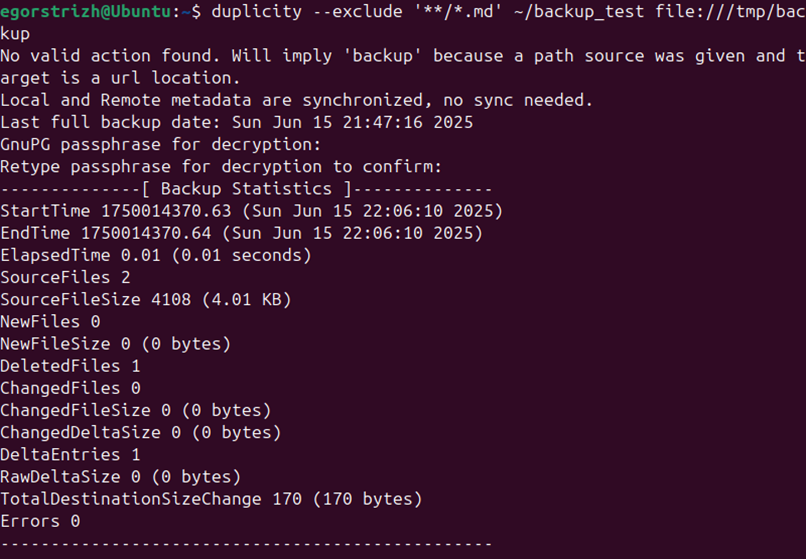 egorstrizh@Ubuntu:~$ duplicity --exclude '**/*.md' ~/backup_test file:///tmp/bac
kup
No valid action found. Will imply 'backup' because a path source was given and t
arget is a url location.
Local and Remote metadata are synchronized, no sync needed.
Last full backup date: Sun Jun 15 21:47:16 2025
GnuPG passphrase for decryption:
Retype passphrase for decryption to confirm:
--------------[ Backup Statistics ]--------------
StartTime 1750014370.63 (Sun Jun 15 22:06:10 2025)
EndTime 1750014370.64 (Sun Jun 15 22:06:10 2025)
ElapsedTime 0.01 (0.01 seconds)
SourceFiles 2
SourceFileSize 4108 (4.01 KB)
NewFiles 0
NewFileSize 0 (0 bytes)
DeletedFiles 1
ChangedFiles 0
ChangedFileSize 0 (0 bytes)
ChangedDeltaSize 0 (0 bytes)
DeltaEntries 1
RawDeltaSize 0 (0 bytes)
TotalDestinationSizeChange 170 (170 bytes)
Errors 0
-------------------------------------------------